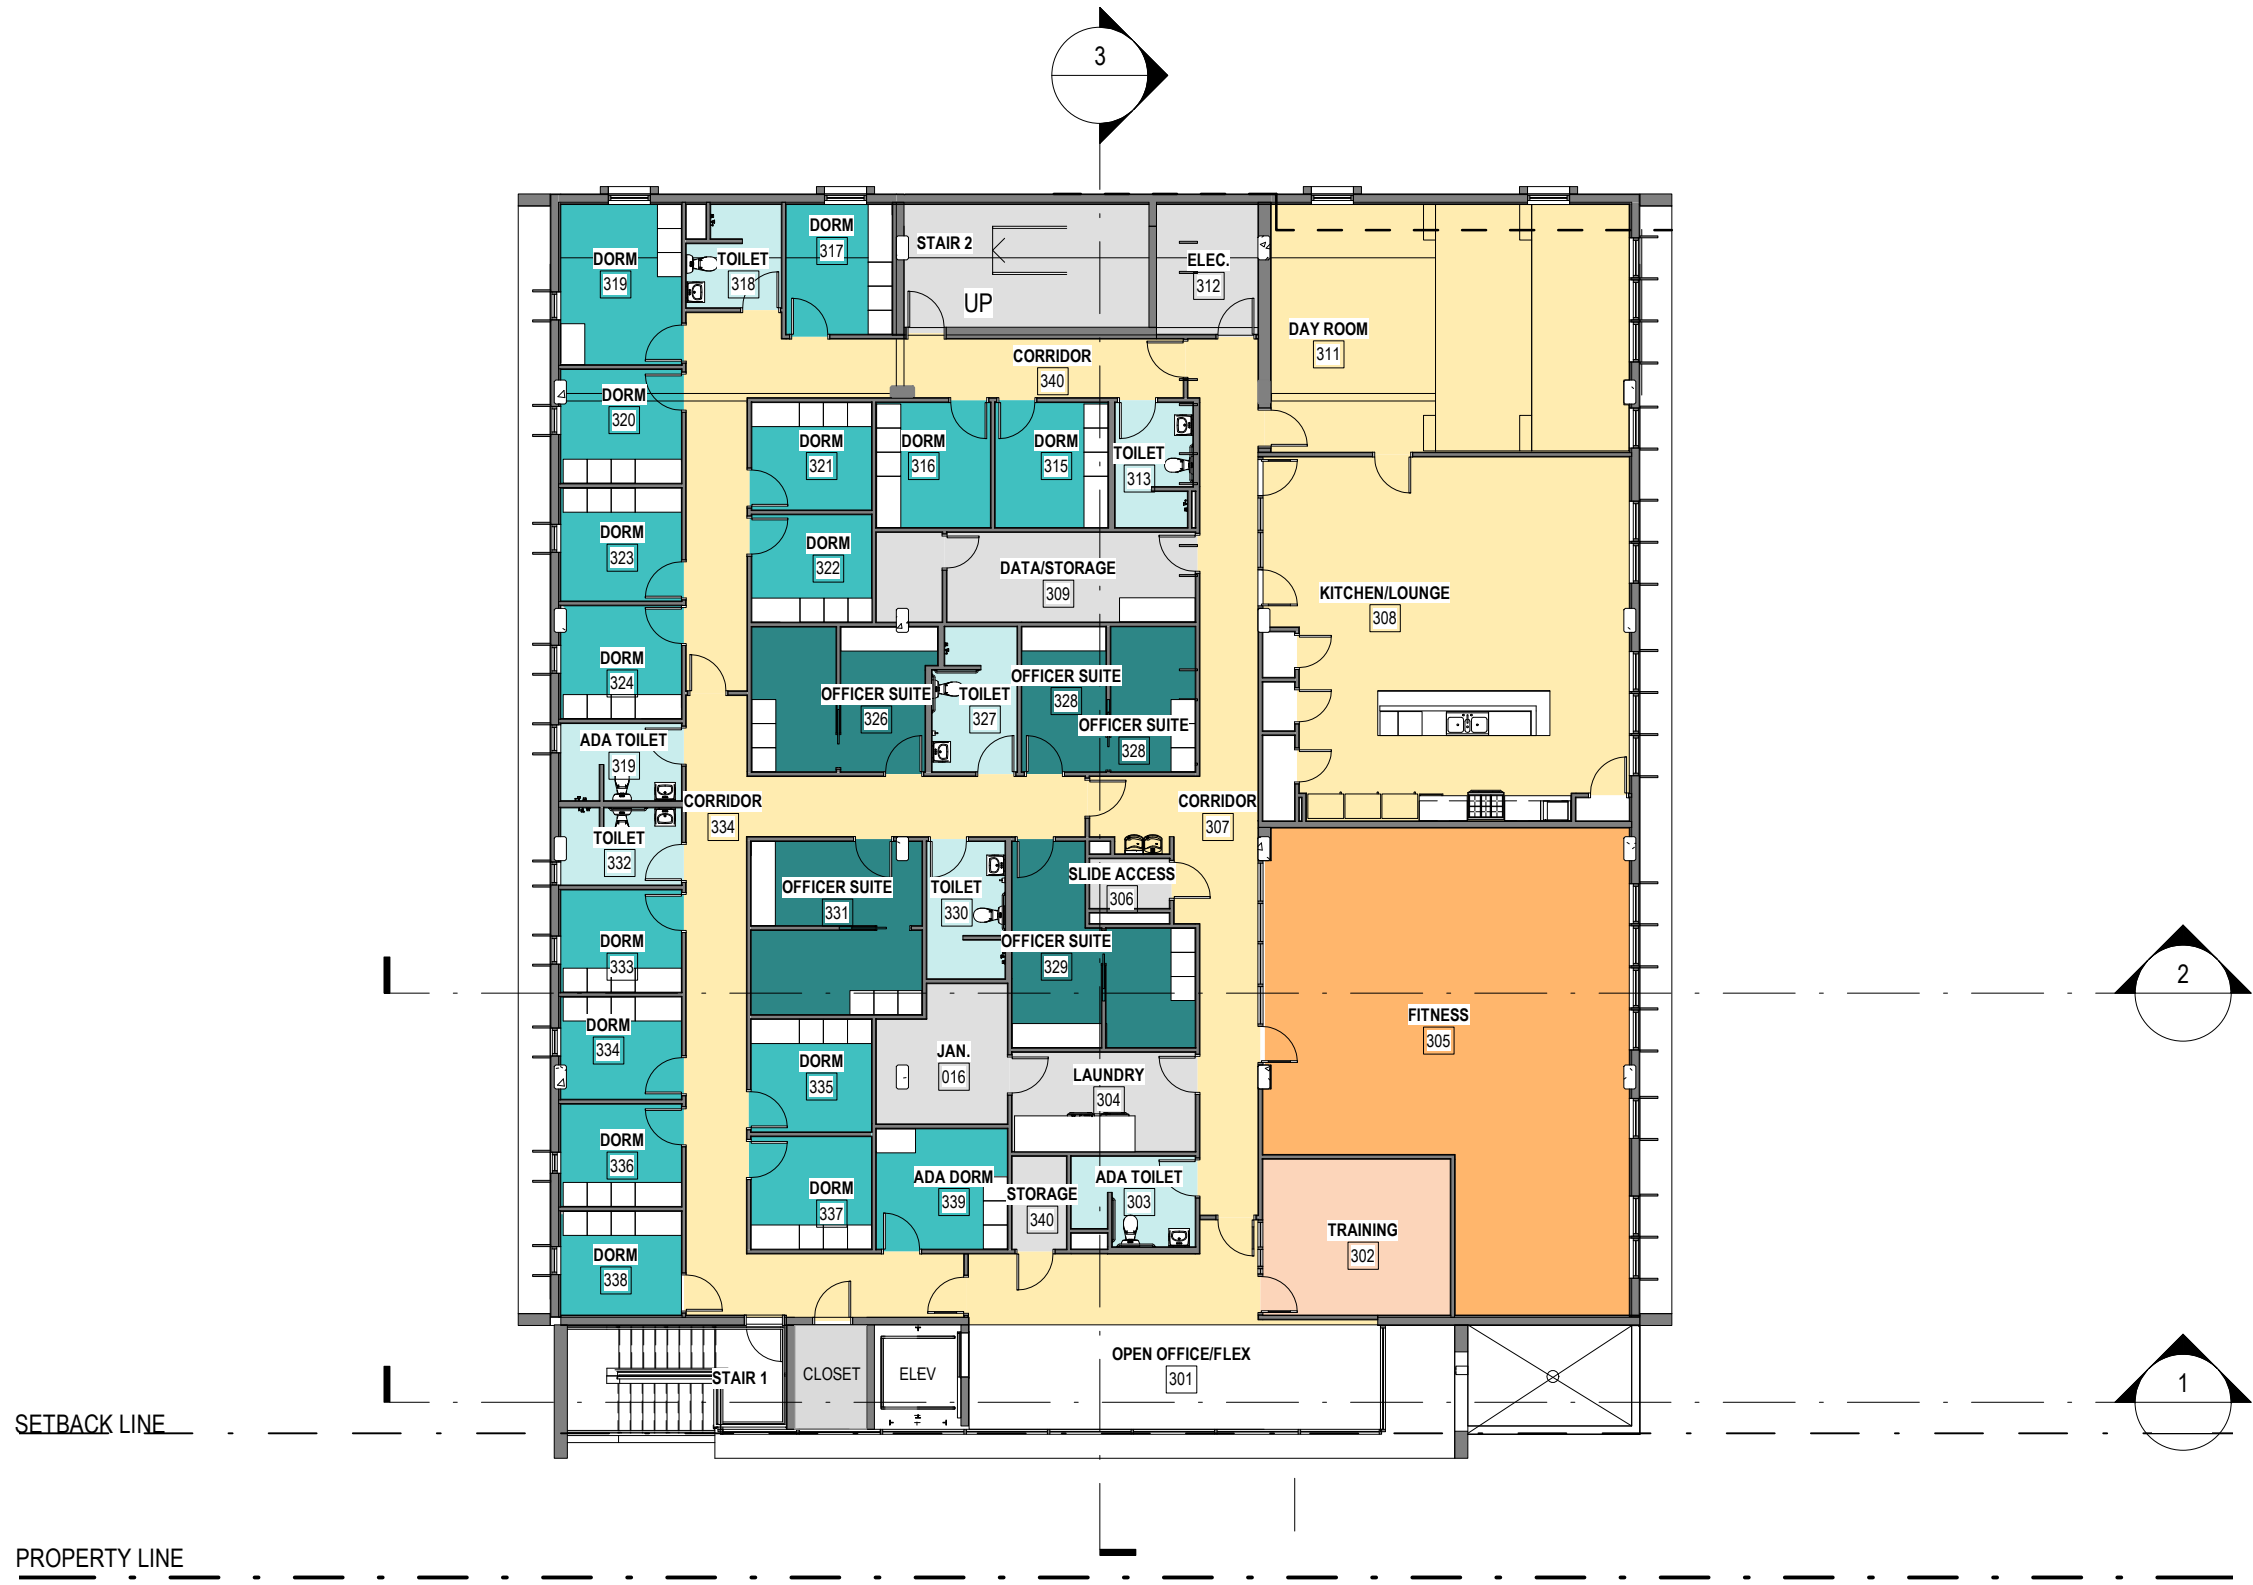 3
DORM
317
STAIR 2
UP
ELEC.
312
DORM
319
TOILET
318
DAY ROOM
311
CORRIDOR
340
DORM
320
DORM
321
DORM
316
DORM
315
TOILET
313
DORM
323
DORM
322
DATA/STORAGE
309
KITCHEN/LOUNGE
308
DORM
324
OFFICER SUITE
326
TOILET
327
OFFICER SUITE
328
OFFICER SUITE
328
ADA TOILET
319
CORRIDOR
334
CORRIDOR
307
TOILET
332
OFFICER SUITE
331
TOILET
330
SLIDE ACCESS
306
DORM
333
OFFICER SUITE
329
2
DORM
334
FITNESS
305
DORM
335
JAN.
016
LAUNDRY
304
DORM
336
DORM
337
ADA DORM
339
STORAGE
340
ADA TOILET
303
TRAINING
302
DORM
338
STAIR 1
CLOSET
ELEV
OPEN OFFICE/FLEX
301
1
SETBACK LINE
PROPERTY LINE